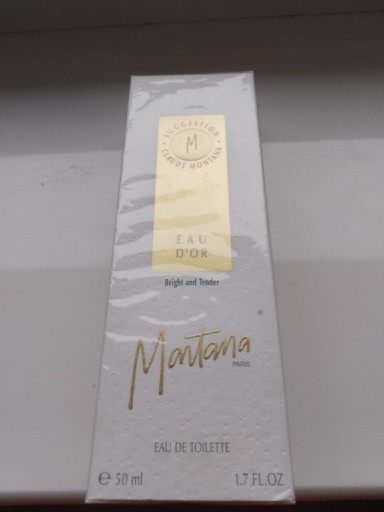 SUGGESTION
M
CLAUDE MONTANA
EAU
D'OR
Bright and Tender
Montana
PARIS
EAU DE TOILETTE
e 50 ml 1.7 FL.OZ